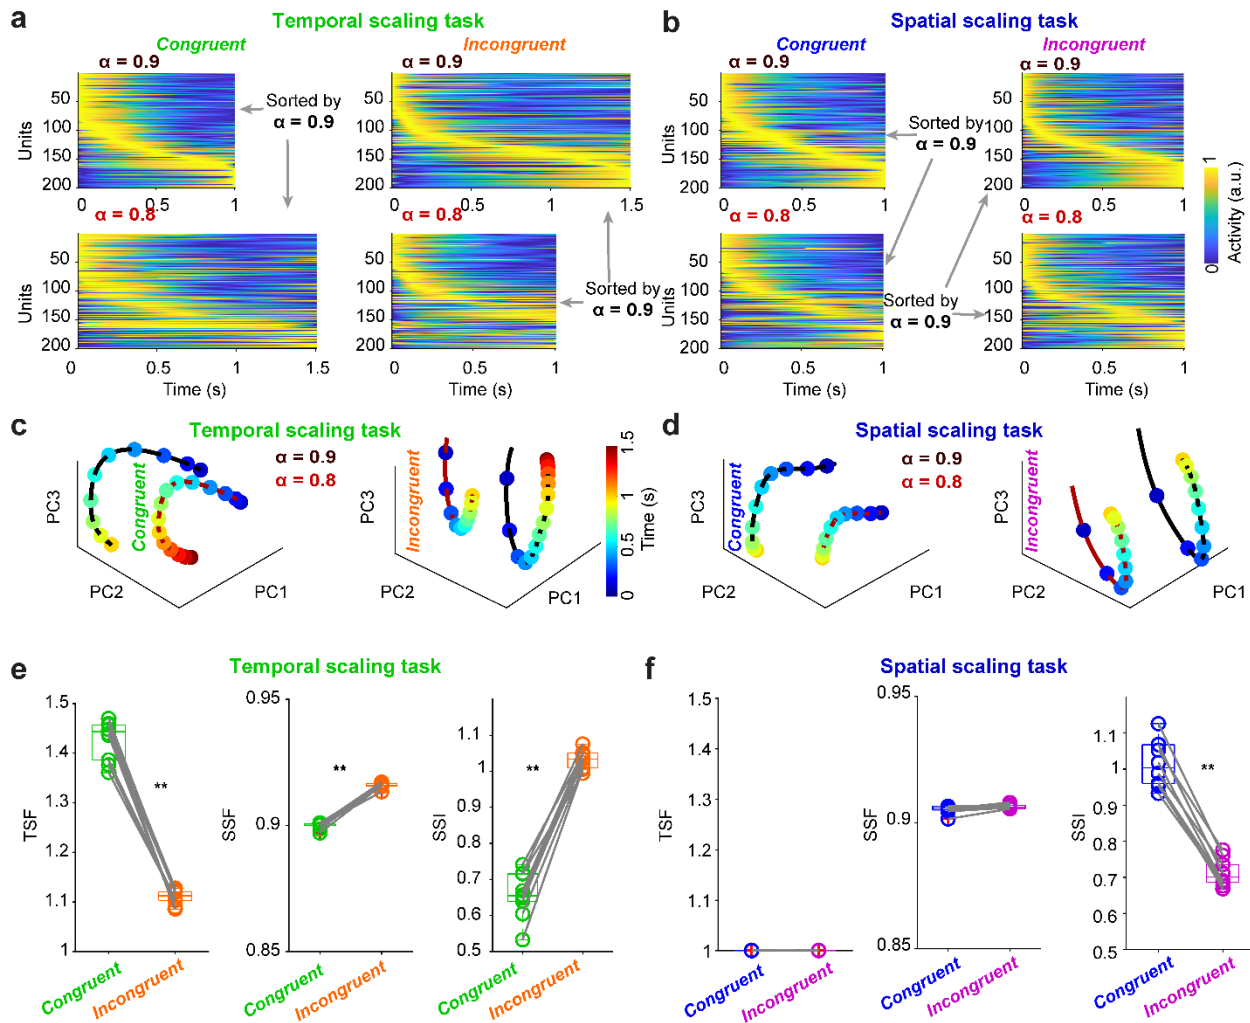 a
Temporal scaling task
Congruent
Incongruent
α = 0.9
α = 0.9
Units
50
100
150
200
0
0.5
1
Sorted by
α = 0.9
50
100
150
200
0
0.5
1
1.5
α = 0.8
α = 0.8
Units
50
100
150
200
0
0.5
1
1.5
Time (s)
50
100
150
200
0
0.5
1
Time (s)
Sorted by
α = 0.9
b
Spatial scaling task
Congruent
Incongruent
α = 0.9
α = 0.9
Units
50
100
150
200
0
0.5
1
Sorted by
α = 0.9
50
100
150
200
0
0.5
1
1
0
Activity (a.u.)
α = 0.8
α = 0.8
Units
50
100
150
200
0
0.5
1
Time (s)
Sorted by
α = 0.9
50
100
150
200
0
0.5
1
Time (s)
c
Temporal scaling task
α = 0.9
α = 0.8
Congruent
PC3
PC2
PC1
Incongruent
PC3
PC2
PC1
1.5
1
0.5
0
Time (s)
d
Spatial scaling task
α = 0.9
α = 0.8
Congruent
PC3
PC2
PC1
Incongruent
PC3
PC2
PC1
e
Temporal scaling task
TSF
1.5
1.4
1.3
1.2
1.1
1
**
Congruent
Incongruent
SSF
0.95
0.9
0.85
**
Congruent
Incongruent
SSI
1.1
1
0.9
0.8
0.7
0.6
0.5
**
Congruent
Incongruent
f
Spatial scaling task
TSF
1.5
1.4
1.3
1.2
1.1
1
Congruent
Incongruent
SSF
0.95
0.9
0.85
Congruent
Incongruent
SSI
1.1
1
0.9
0.8
0.7
0.6
0.5
**
Congruent
Incongruent